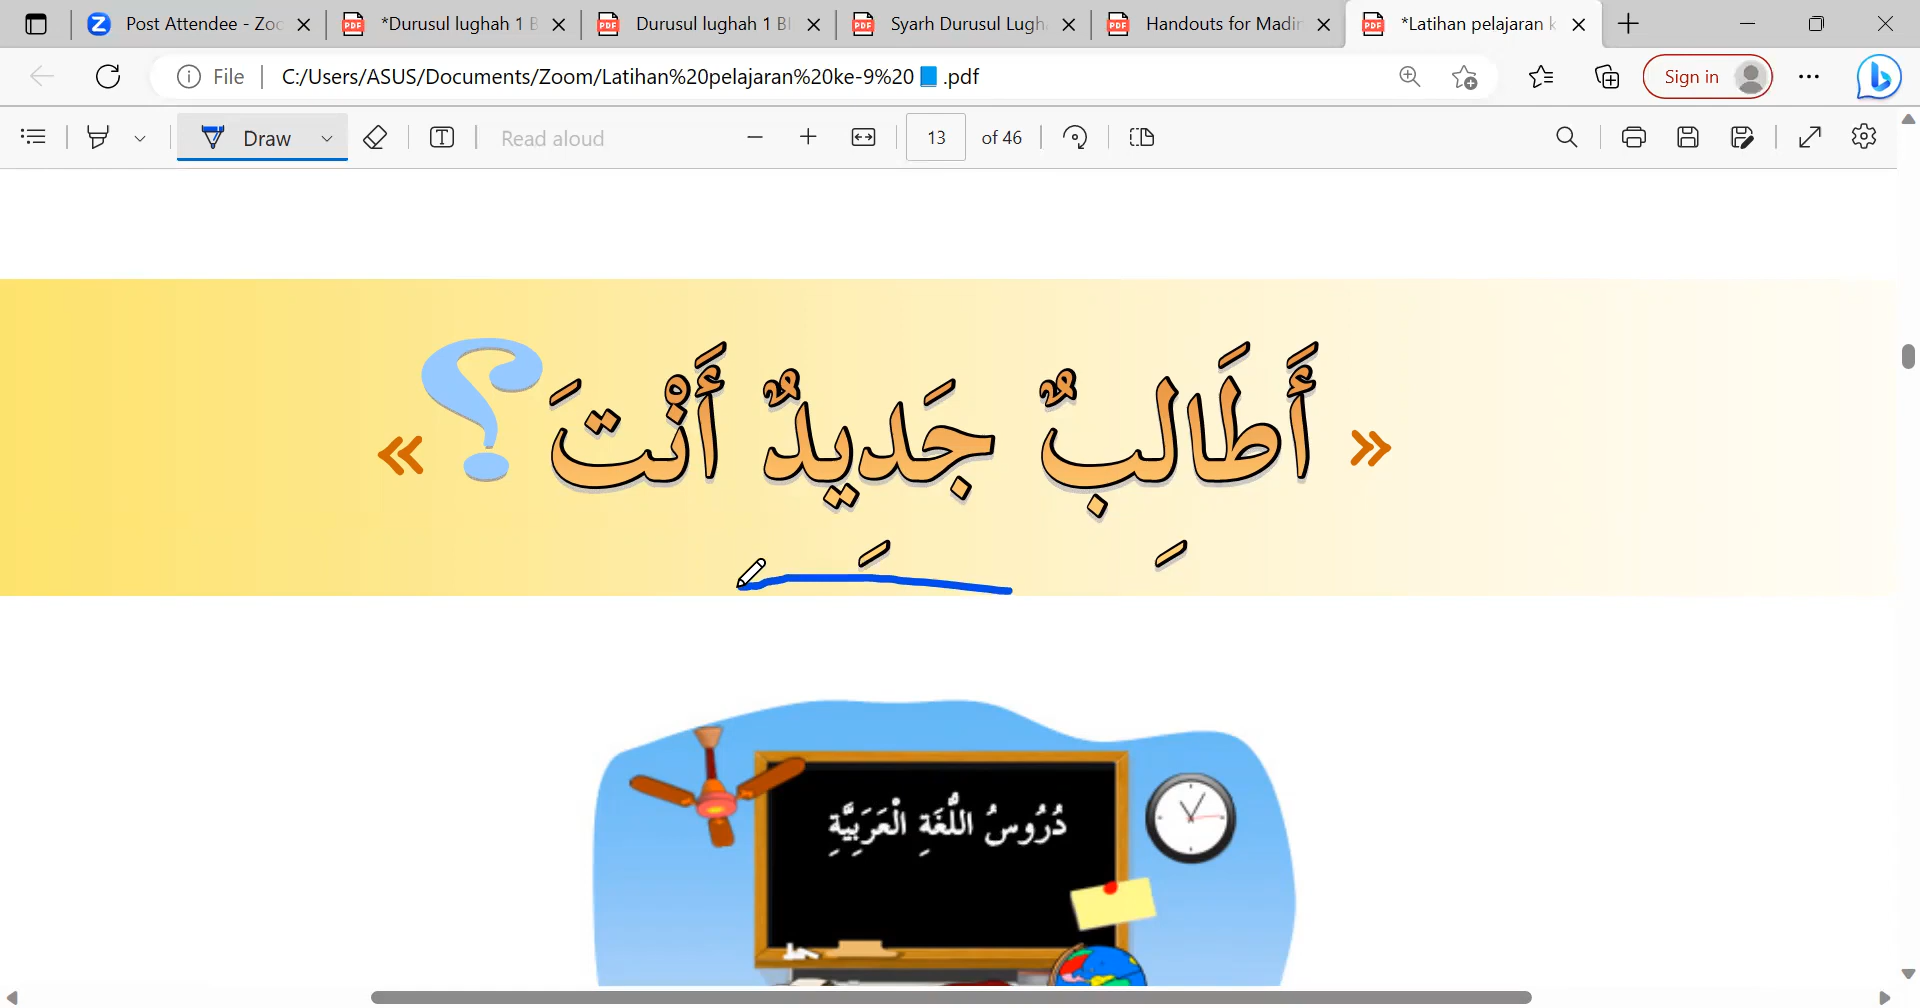 Post Attendee - Zoo
*Durusul lughah 1 B
Durusul lughah 1 Bl
Syarh Durusul Lugh
Handouts for Madin
*Latihan pelajaran k
File
C:/Users/ASUS/Documents/Zoom/Latihan%20pelajaran%20ke-9%20📘.pdf
Sign in
Draw
Read aloud
13 of 46
« أَطَالِبٌ جَدِيدٌ أَنْتَ؟ »
دُرُوسُ اللُّغَةِ الْعَرَبِيَّةِ